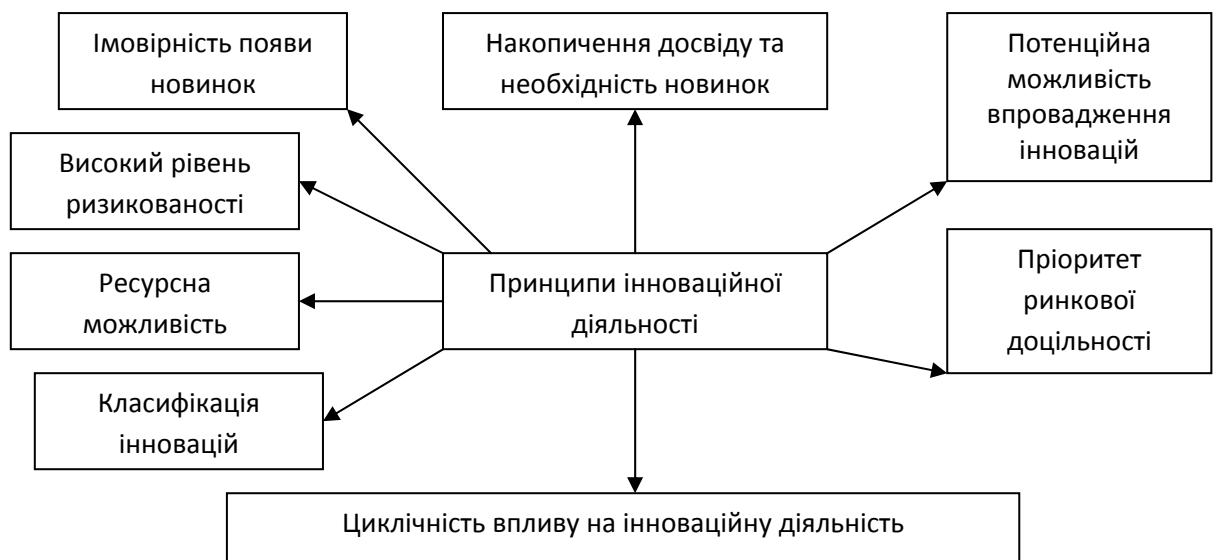 Імовірність появи
новинок
Накопичення досвіду та
необхідність новинок
Потенційна
можливість
впровадження
інновацій
Високий рівень
ризикованості
Принципи інноваційної
діяльності
Пріоритет
ринкової
доцільності
Ресурсна
можливість
Класифікація
інновацій
Циклічність впливу на інноваційну діяльність